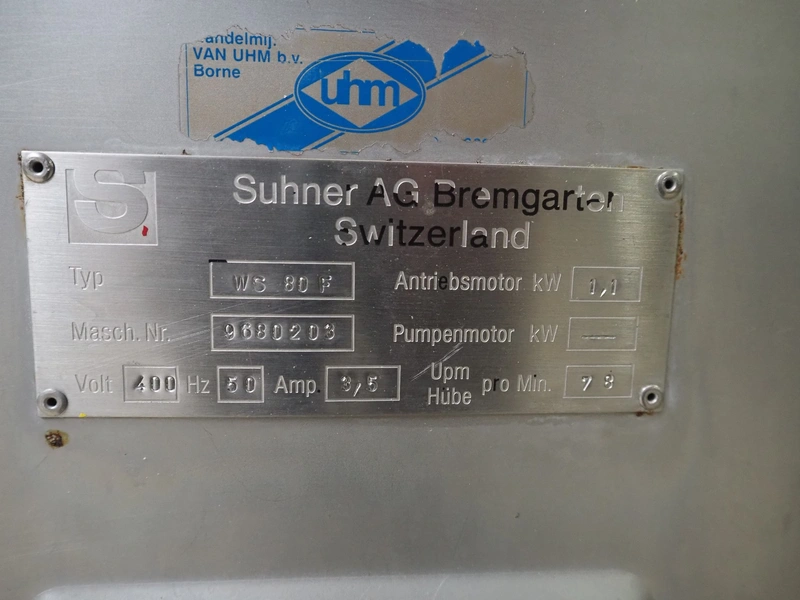 VAN UHM b.v.
Borne
uhm
S
Suhner AG Bremgarten
Switzerland
Typ WS 80 F Antriebsmotor kW 1,1
Masch. Nr. 9680203 Pumpenmotor kW —
Volt 400 Hz 50 Amp. 3,5 Upm Hübe pro Min. 78